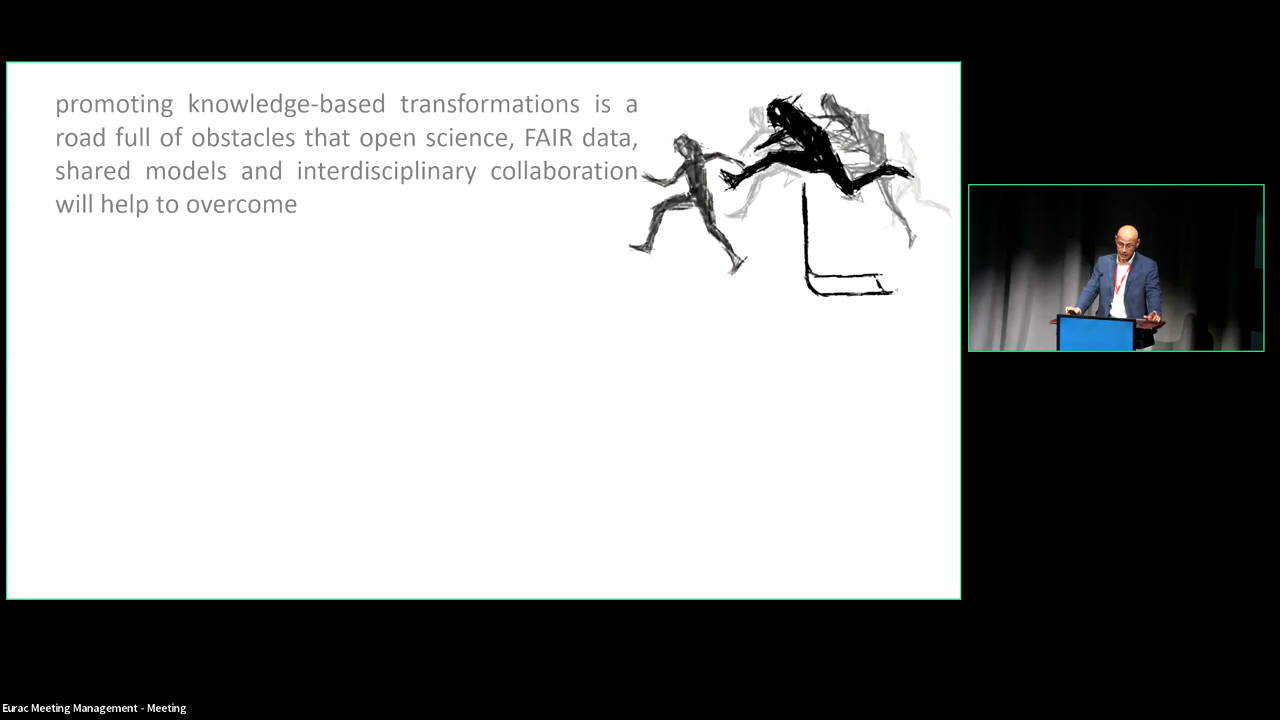 promoting knowledge-based transformations is a
road full of obstacles that open science, FAIR data,
shared models and interdisciplinary collaboration
will help to overcome
Eurac Meeting Management - Meeting